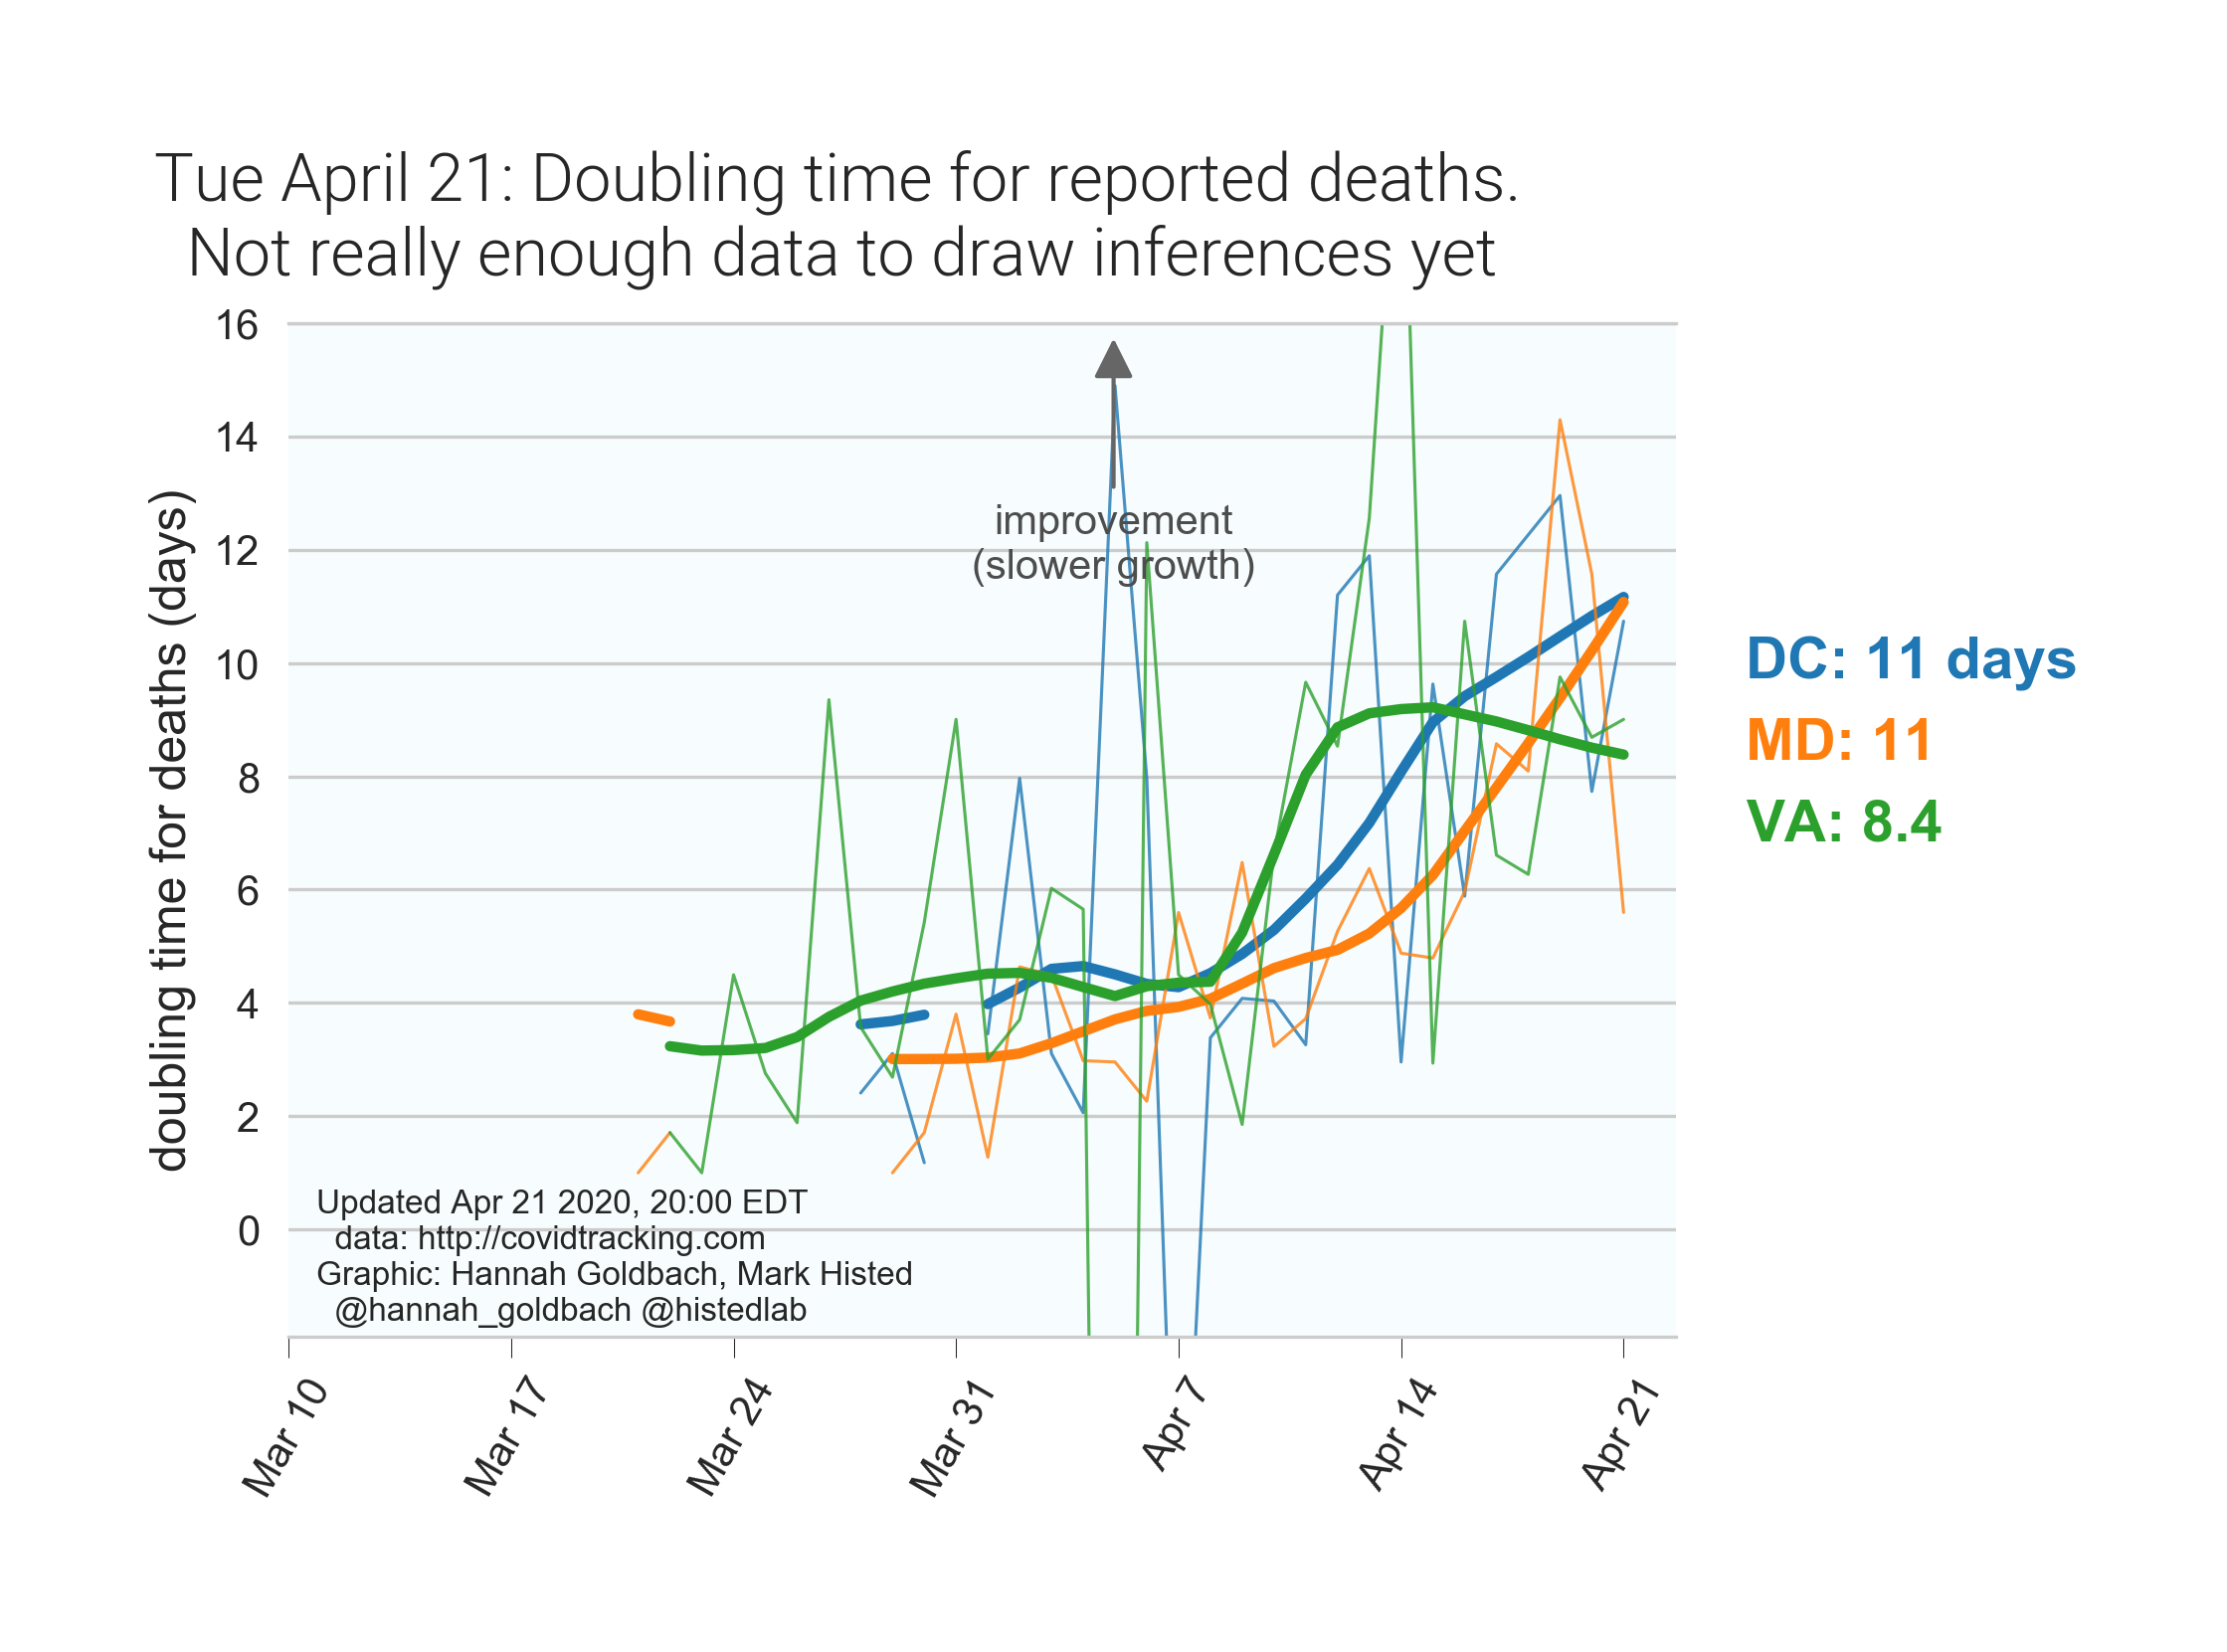 Tue April 21: Doubling time for reported deaths.
Not really enough data to draw inferences yet
16
14
12
10
8
6
4
2
0
doubling time for deaths (days)
improvement
(slower growth)
DC: 11 days
MD: 11
VA: 8.4
Updated Apr 21 2020, 20:00 EDT
data: http://covidtracking.com
Graphic: Hannah Goldbach, Mark Histed
@hannah_goldbach @histedlab
Mar 10
Mar 17
Mar 24
Mar 31
Apr 7
Apr 14
Apr 21